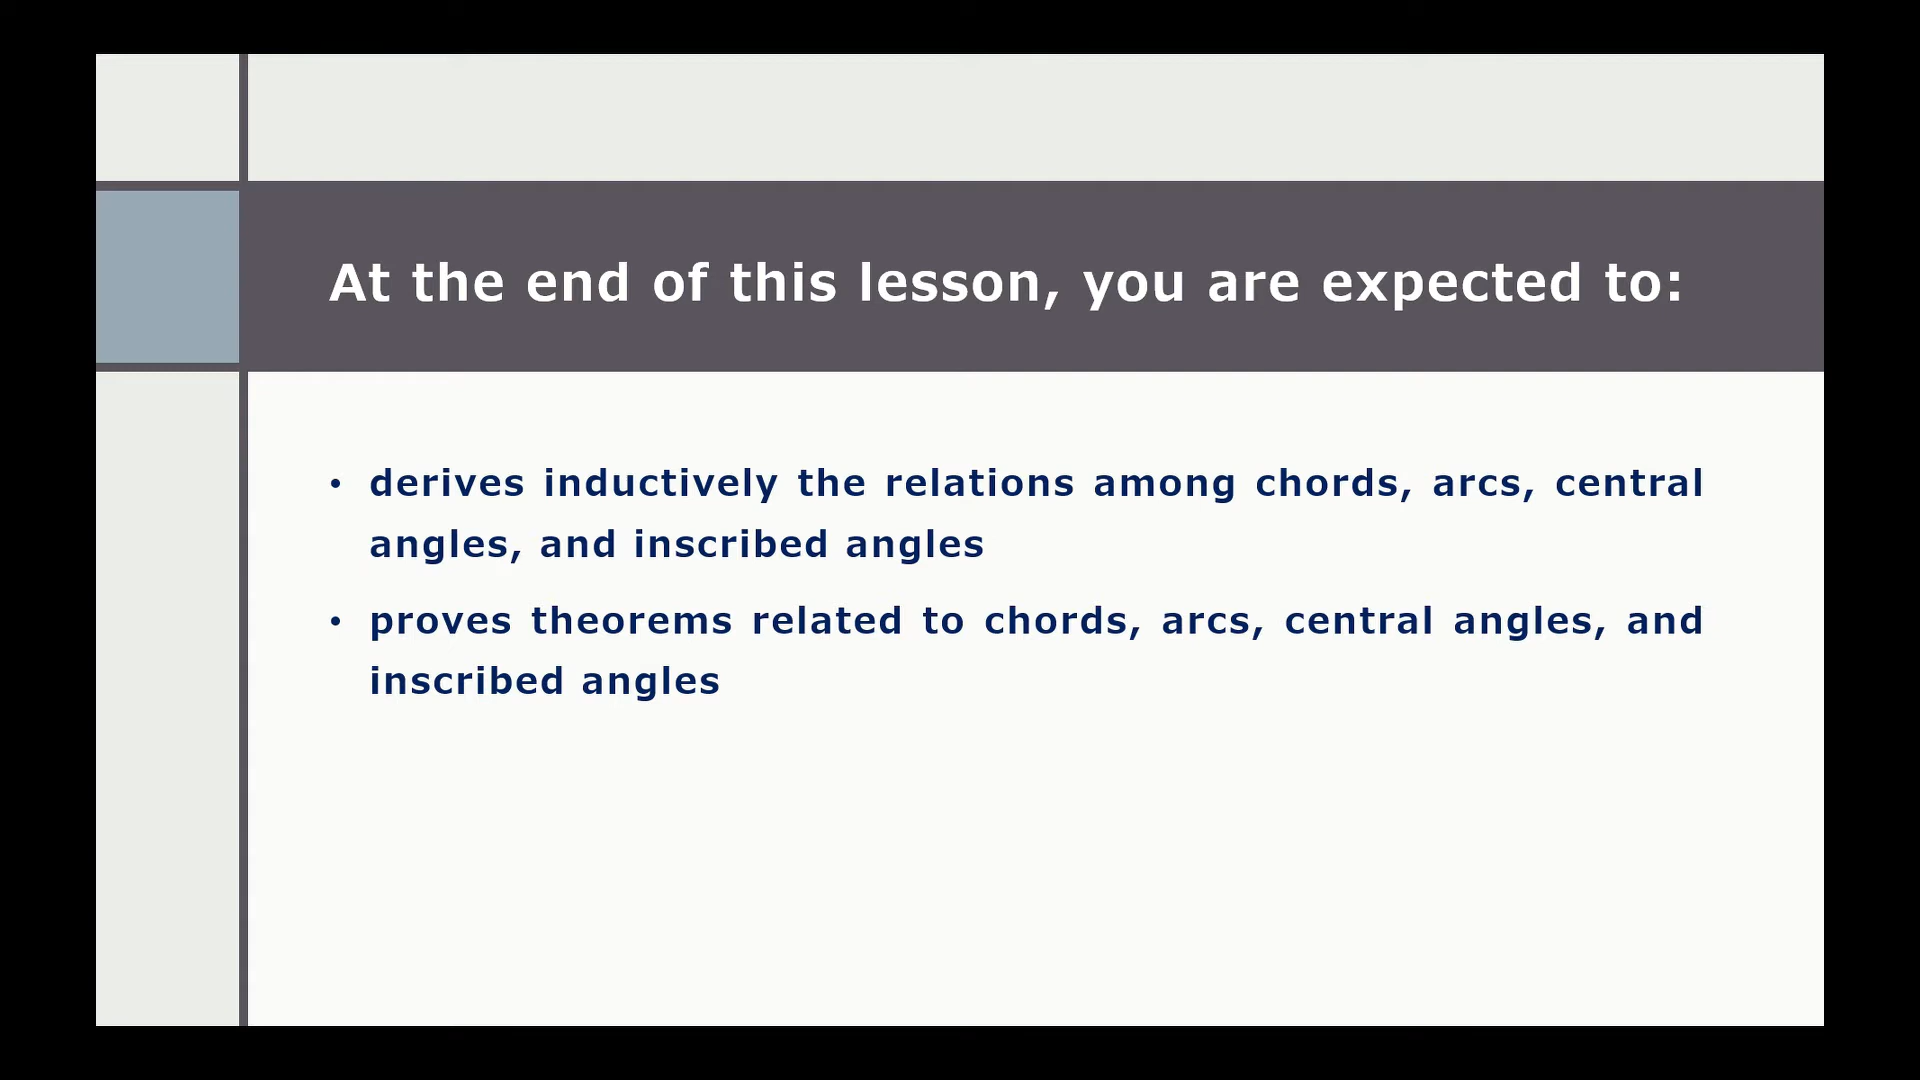 At the end of this lesson, you are expected to:
• derives inductively the relations among chords, arcs, central
angles, and inscribed angles
• proves theorems related to chords, arcs, central angles, and
inscribed angles